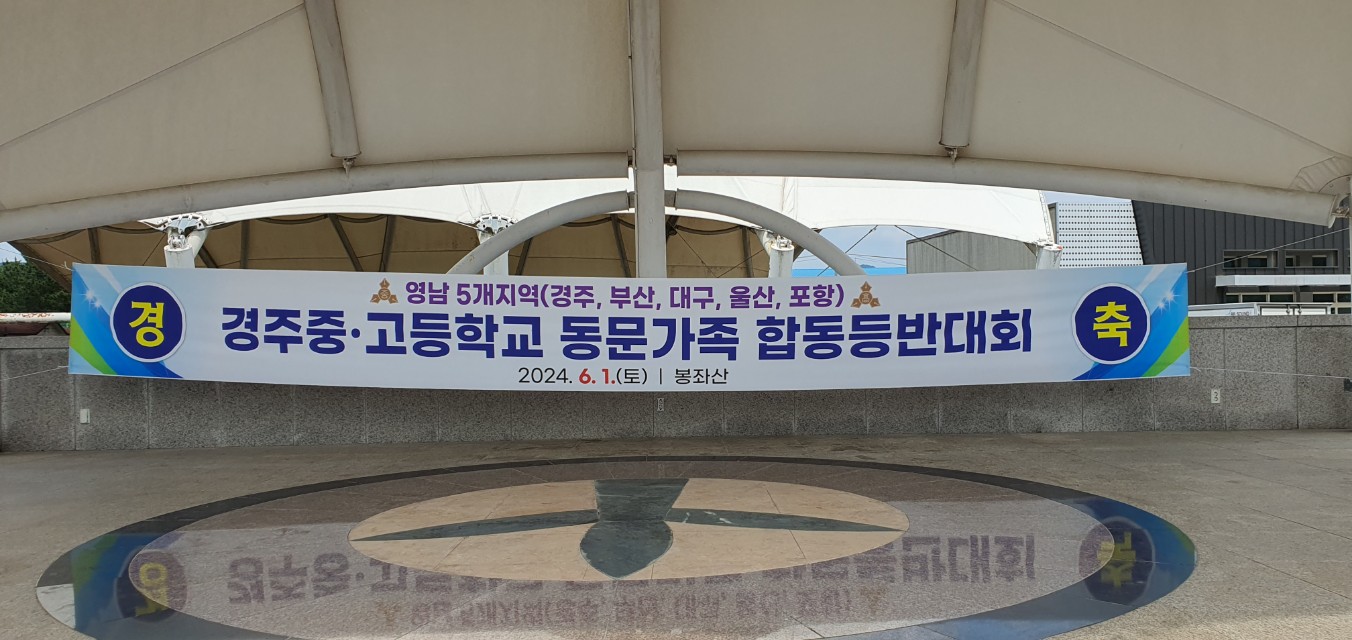 영남 5개지역(경주, 부산, 대구, 울산, 포항)
경 경주중·고등학교 동문가족 합동등반대회 축
2024. 6. 1.(토) | 봉좌산